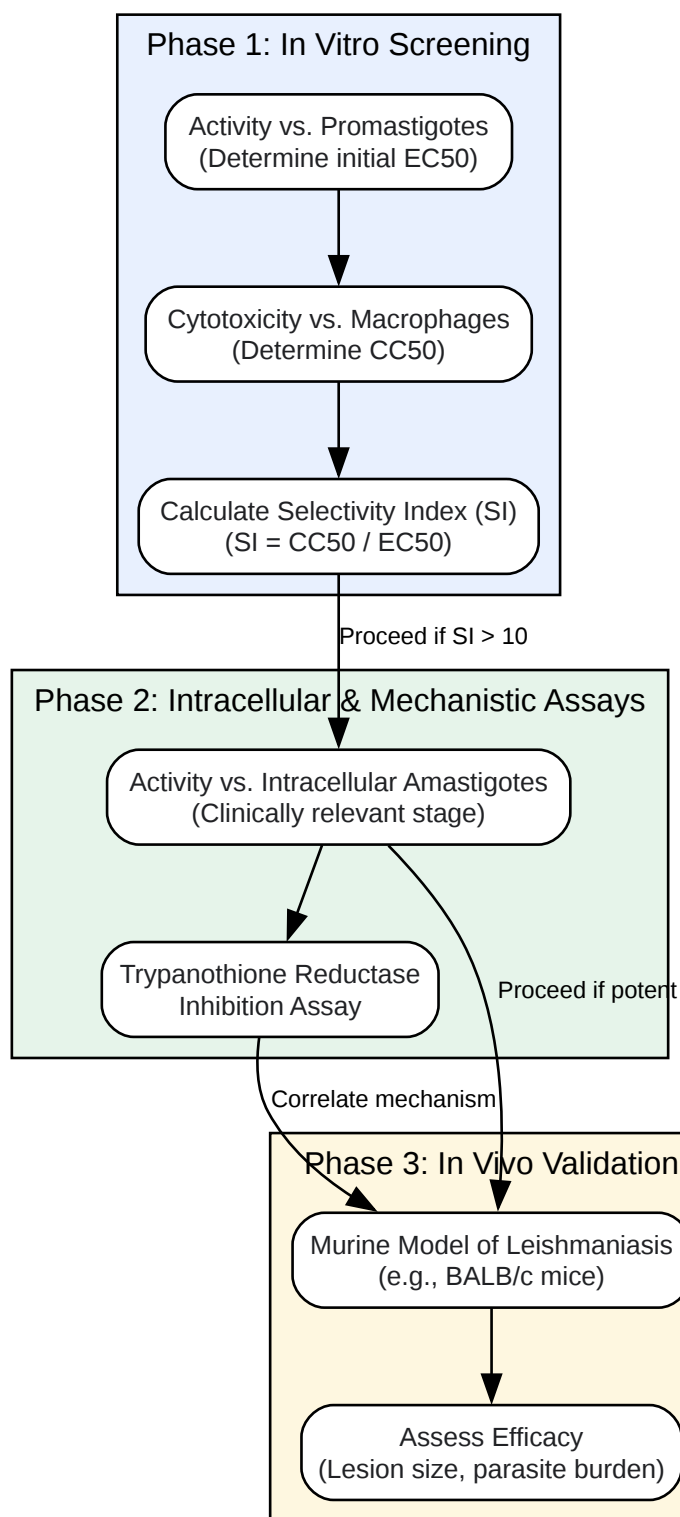 Phase 1: In Vitro Screening
Activity vs. Promastigotes
(Determine initial EC50)
Cytotoxicity vs. Macrophages
(Determine CC50)
Calculate Selectivity Index (SI)
(SI = CC50 / EC50)
Proceed if SI > 10
Phase 2: Intracellular & Mechanistic Assays
Activity vs. Intracellular Amastigotes
(Clinically relevant stage)
Trypanothione Reductase
Inhibition Assay
Proceed if potent
Correlate mechanism
Phase 3: In Vivo Validation
Murine Model of Leishmaniasis
(e.g., BALB/c mice)
Assess Efficacy
(Lesion size, parasite burden)